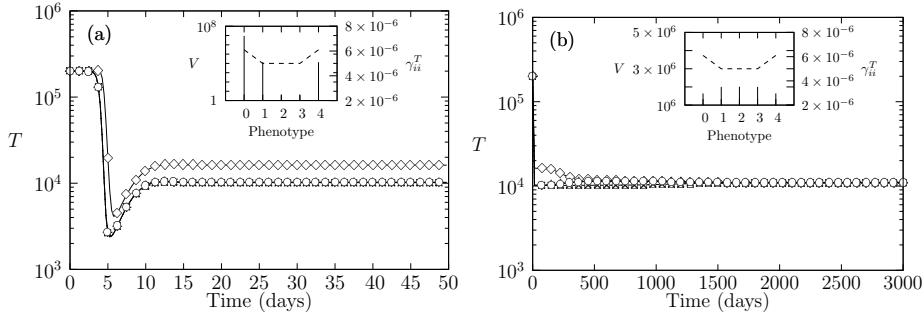 (a)
T
10^6
10^5
10^4
10^3
0 5 10 15 20 25 30 35 40 45 50
Time (days)
V
10^8
1
0 1 2 3 4
Phenotype
8 × 10^-6
6 × 10^-6
4 × 10^-6
2 × 10^-6
γ_ii^T
(b)
T
10^6
10^5
10^4
10^3
0 500 1000 1500 2000 2500 3000
Time (days)
V
5 × 10^6
3 × 10^6
10^6
0 1 2 3 4
Phenotype
8 × 10^-6
6 × 10^-6
4 × 10^-6
2 × 10^-6
γ_ii^T